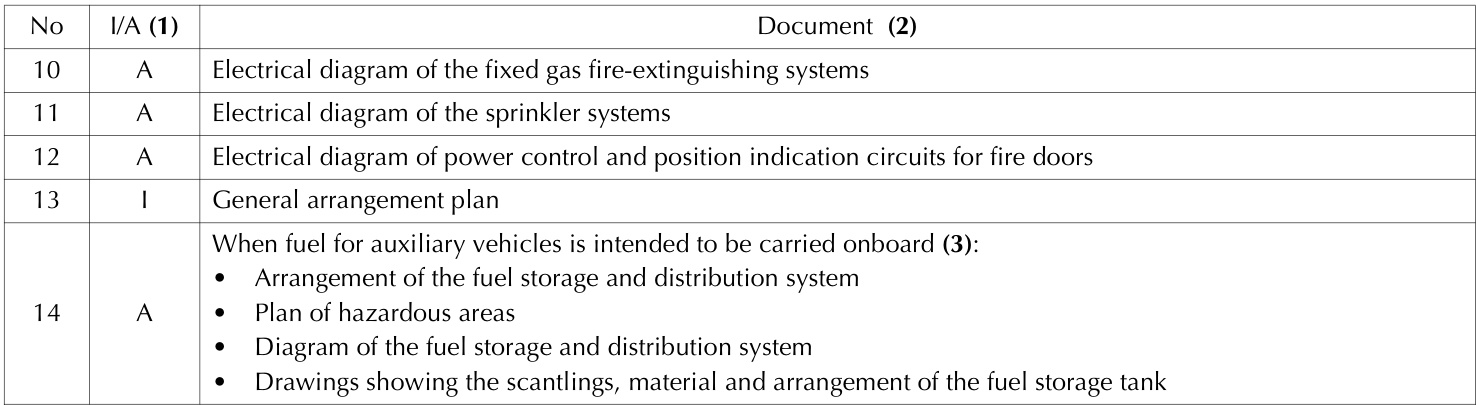 No I/A (1) Document (2)
10 A Electrical diagram of the fixed gas fire-extinguishing systems
11 A Electrical diagram of the sprinkler systems
12 A Electrical diagram of power control and position indication circuits for fire doors
13 I General arrangement plan
14 A When fuel for auxiliary vehicles is intended to be carried onboard (3):
• Arrangement of the fuel storage and distribution system
• Plan of hazardous areas
• Diagram of the fuel storage and distribution system
• Drawings showing the scantlings, material and arrangement of the fuel storage tank